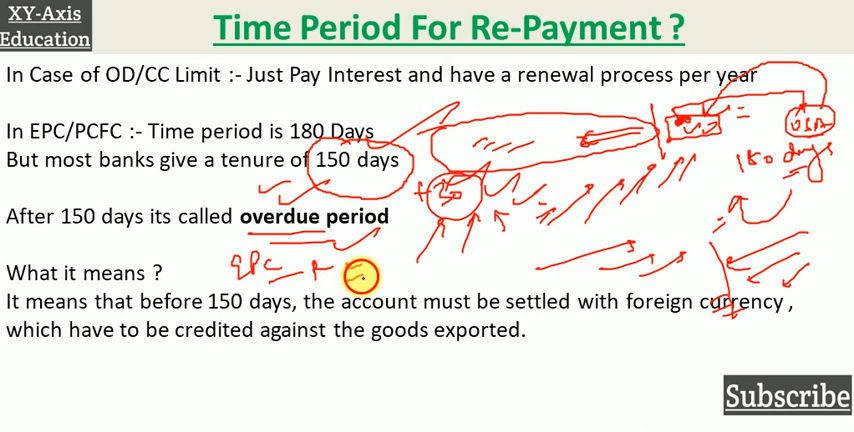 XY-Axis
Education
Time Period For Re-Payment ?
In Case of OD/CC Limit :- Just Pay Interest and have a renewal process per year
In EPC/PCFC :- Time period is 180 Days
USA
But most banks give a tenure of 150 days
180 days
+ 30
After 150 days its called overdue period
EPC
What it means ?
It means that before 150 days, the account must be settled with foreign currency ,
which have to be credited against the goods exported.
Subscribe